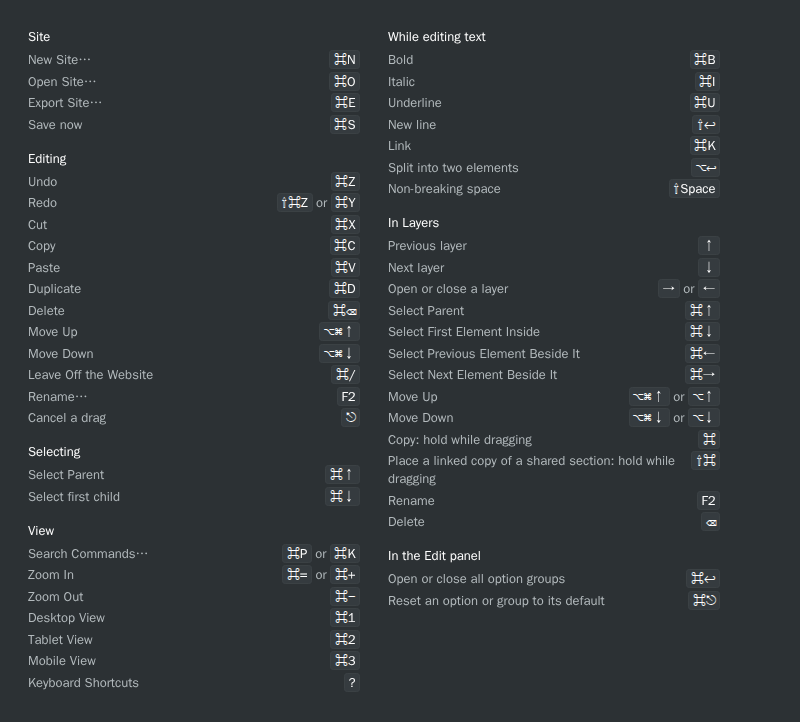 Site
New Site⋯ ⌘N
Open Site⋯ ⌘O
Export Site⋯ ⌘E
Save now ⌘S
Editing
Undo ⌘Z
Redo ⇧⌘Z or ⌘Y
Cut ⌘X
Copy ⌘C
Paste ⌘V
Duplicate ⌘D
Delete ⌘⌫
Move Up ⌥⌘↑
Move Down ⌥⌘↓
Leave Off the Website ⌘/
Rename⋯ F2
Cancel a drag ⎋
Selecting
Select Parent ⌘↑
Select first child ⌘↓
View
Search Commands⋯ ⌘P or ⌘K
Zoom In ⌘= or ⌘+
Zoom Out ⌘−
Desktop View ⌘1
Tablet View ⌘2
Mobile View ⌘3
Keyboard Shortcuts ?
While editing text
Bold ⌘B
Italic ⌘I
Underline ⌘U
New line ⇧↩
Link ⌘K
Split into two elements ⌥↩
Non-breaking space ⇧Space
In Layers
Previous layer ↑
Next layer ↓
Open or close a layer → or ←
Select Parent ⌘↑
Select First Element Inside ⌘↓
Select Previous Element Beside It ⌘←
Select Next Element Beside It ⌘→
Move Up ⌥⌘↑ or ⌥↑
Move Down ⌥⌘↓ or ⌥↓
Copy: hold while dragging ⌘
Place a linked copy of a shared section: hold while ⇧⌘
dragging
Rename F2
Delete ⌫
In the Edit panel
Open or close all option groups ⌘↩
Reset an option or group to its default ⌘⎋